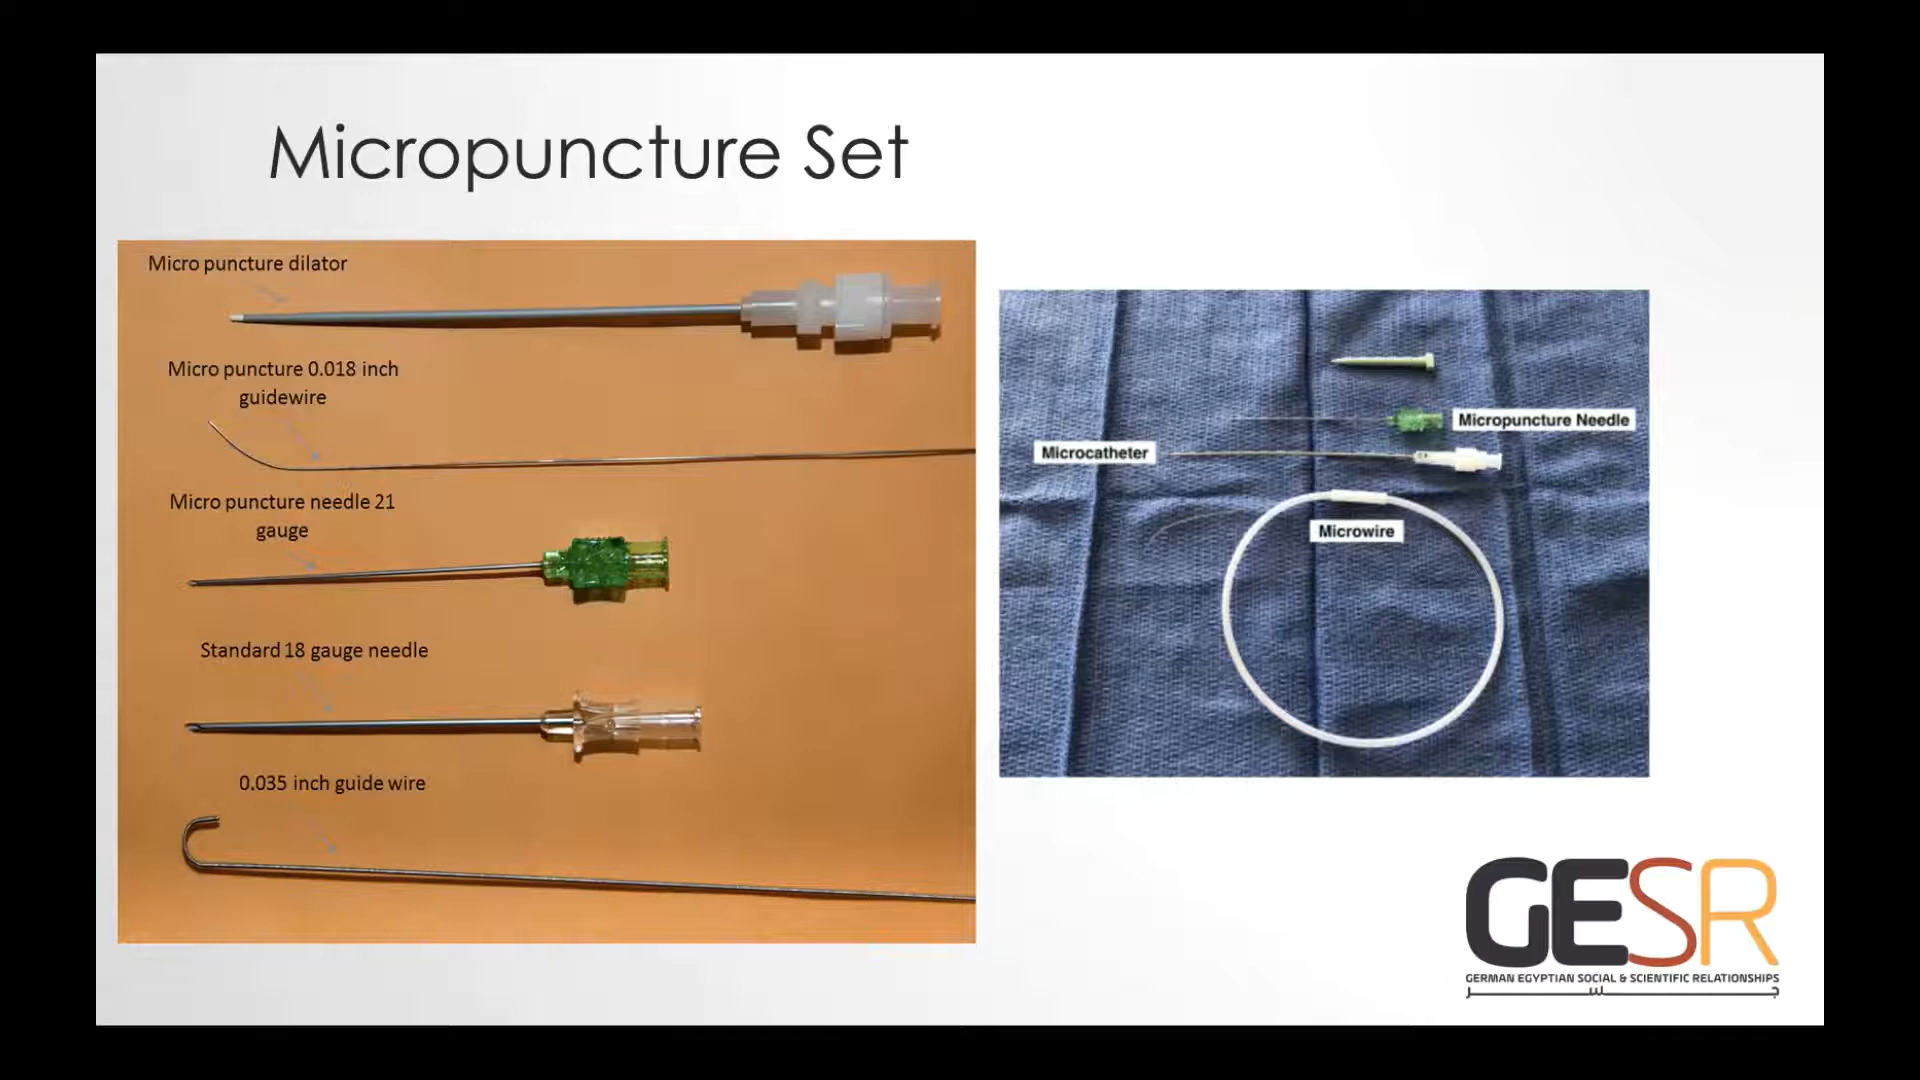 Micropuncture Set
Micro puncture dilator
Micro puncture 0.018 inch
guidewire
Micro puncture needle 21
gauge
Standard 18 gauge needle
0.035 inch guide wire
Micropuncture Needle
Microcatheter
Microwire
GESR
GERMAN EGYPTIAN SOCIAL & SCIENTIFIC RELATIONSHIPS
جسر